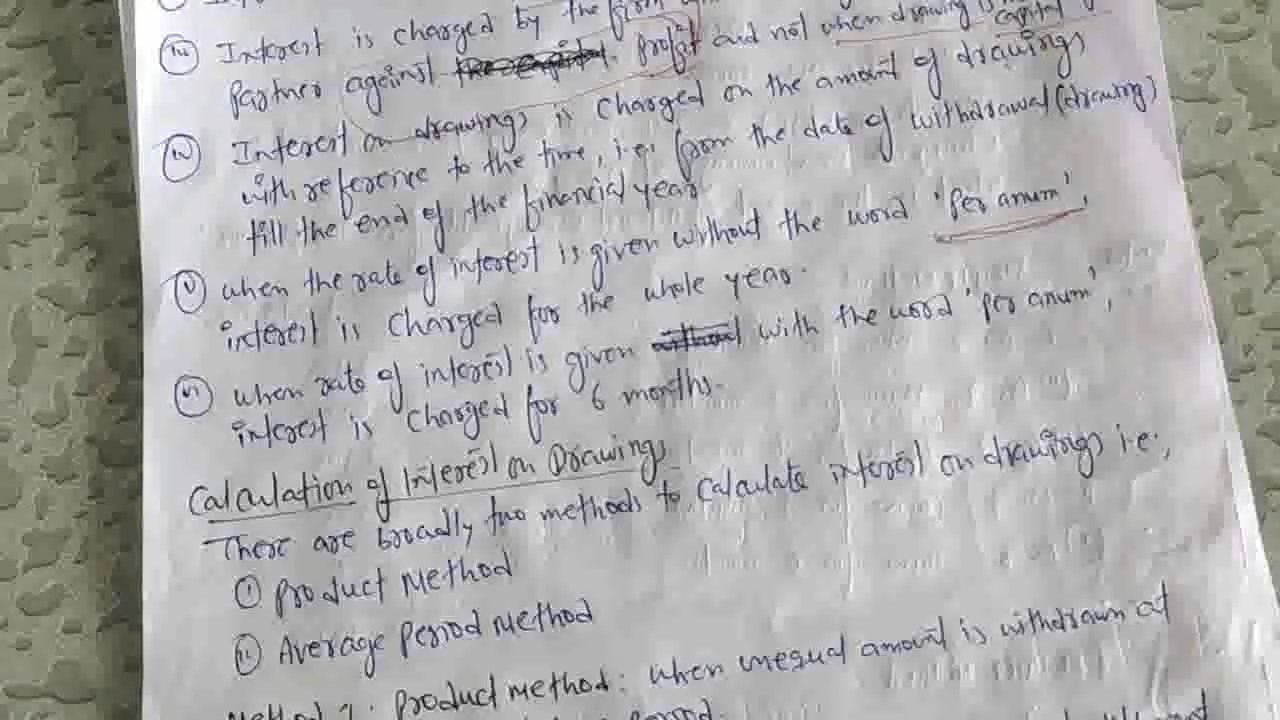 (iii) Interest is charged by the firm
Partner against profit and not when drawing is
capital
(iv) Interest on drawings is charged on the amount of drawings
with reference to the time, i.e. from the date of withdrawal (drawing)
till the end of the financial year
(v) when the rate of interest is given without the word 'Per anum',
interest is charged for the whole year.
(vi) when rate of interest is given with the word 'per anum',
interest is charged for 6 months.
Calculation of Interest on Drawings
There are broadly two methods to calculate interest on drawings i.e.,
(i) Product Method
(ii) Average Period Method
Product method: when unequal amount is withdrawn at
period.